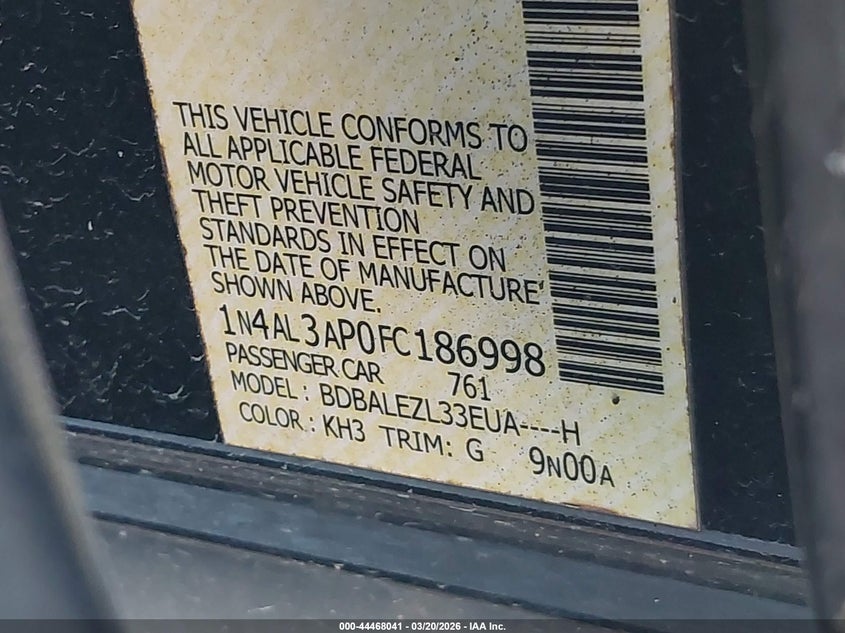 THIS VEHICLE CONFORMS TO
ALL APPLICABLE FEDERAL
MOTOR VEHICLE SAFETY AND
THEFT PREVENTION
STANDARDS IN EFFECT ON
THE DATE OF MANUFACTURE
SHOWN ABOVE.
1N4AL3AP0FC186998
PASSENGER CAR 761
MODEL : BDBALEZL33EUA----H
COLOR : KH3 TRIM: G 9N00A
000-44468041 - 03/20/2026 - IAA Inc.